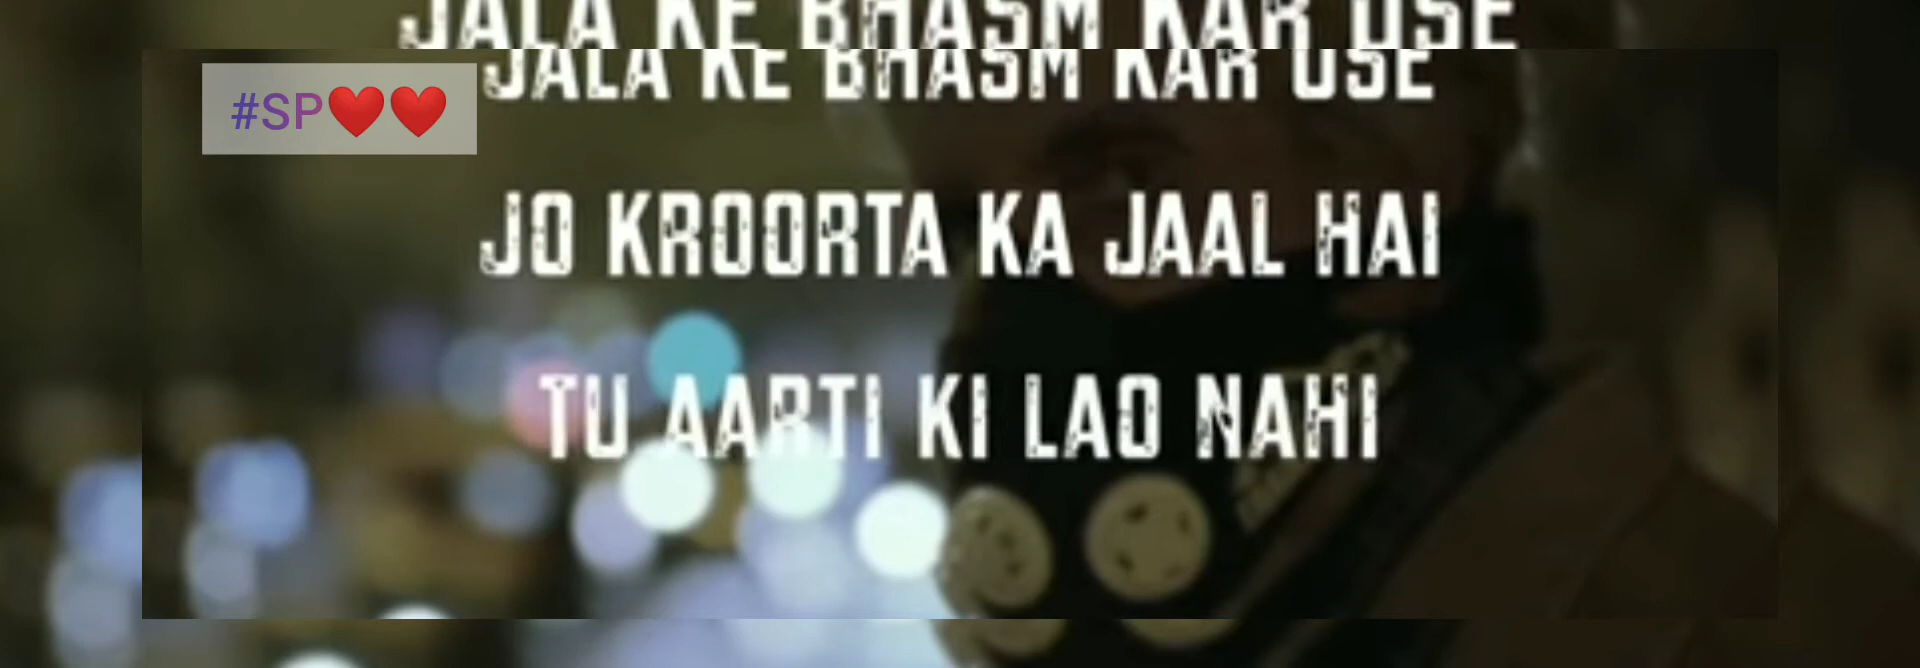 JALA KE BHASM KAR USE
#SP❤️❤️
JALA KE BHASM KAR USE
JO KROORTA KA JAAL HAI
TU AARTI KI LAO NAHI